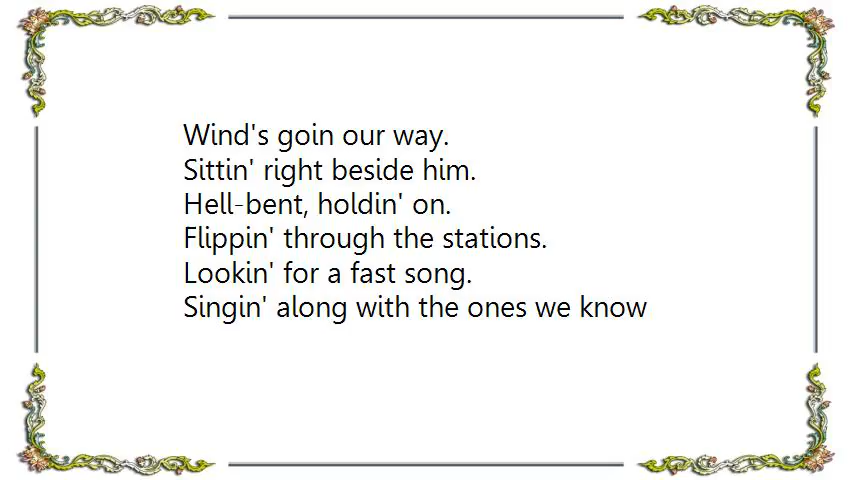 Wind's goin our way.
Sittin' right beside him.
Hell-bent, holdin' on.
Flippin' through the stations.
Lookin' for a fast song.
Singin' along with the ones we know